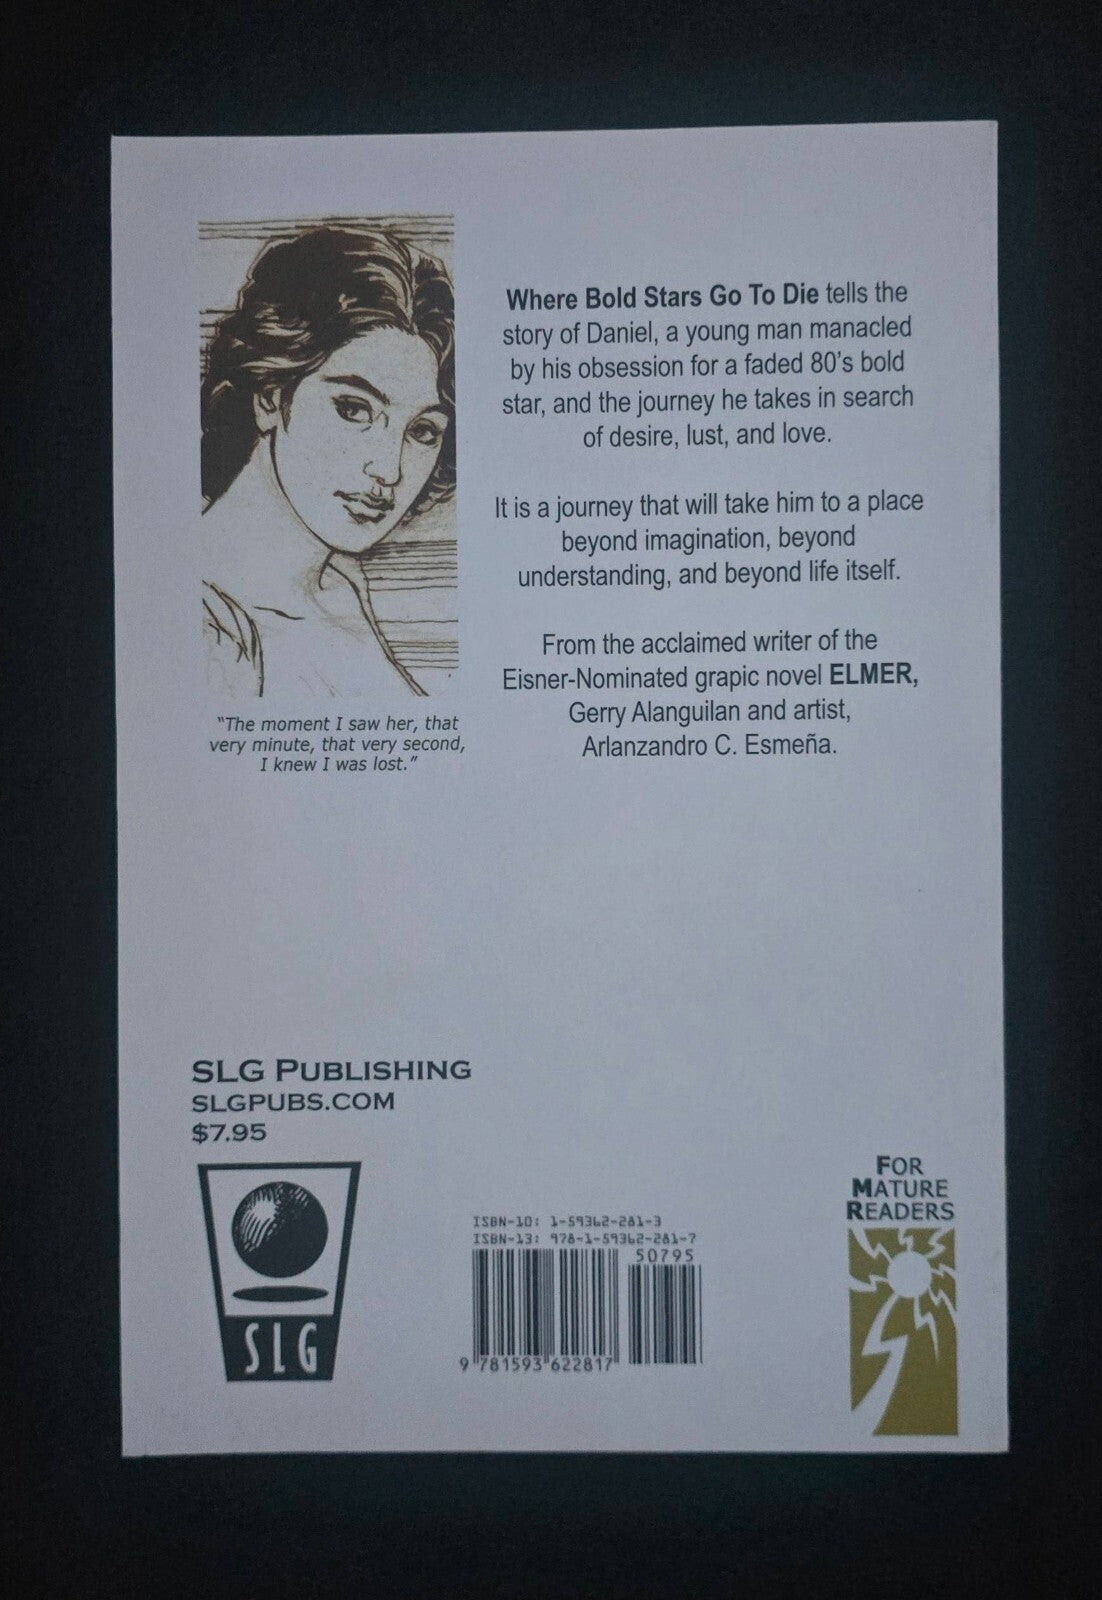 Where Bold Stars Go To Die tells the
story of Daniel, a young man manacled
by his obsession for a faded 80's bold
star, and the journey he takes in search
of desire, lust, and love.
It is a journey that will take him to a place
beyond imagination, beyond
understanding, and beyond life itself.
From the acclaimed writer of the
Eisner-Nominated grapic novel ELMER,
Gerry Alanguilan and artist,
Arlanzandro C. Esmeña.
"The moment I saw her, that
very minute, that very second,
I knew I was lost."
SLG PUBLISHING
SLGPUBS.COM
$7.95
SLG
ISBN-10: 1-59362-281-3
ISBN-13: 978-1-59362-281-7
50795
9 781593 622817
FOR
MATURE
READERS